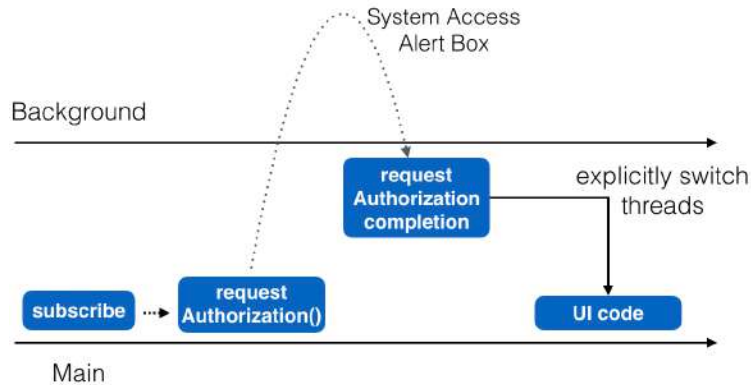 System Access
Alert Box
Background
request
Authorization
completion
explicitly switch
threads
subscribe
request
Authorization()
UI code
Main